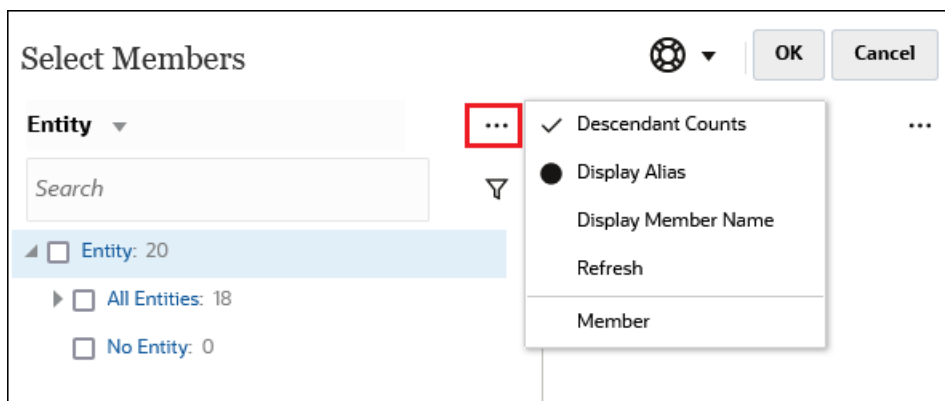 Select Members
OK
Cancel
Entity
Search
Entity: 20
All Entities: 18
No Entity: 0
Descendant Counts
Display Alias
Display Member Name
Refresh
Member